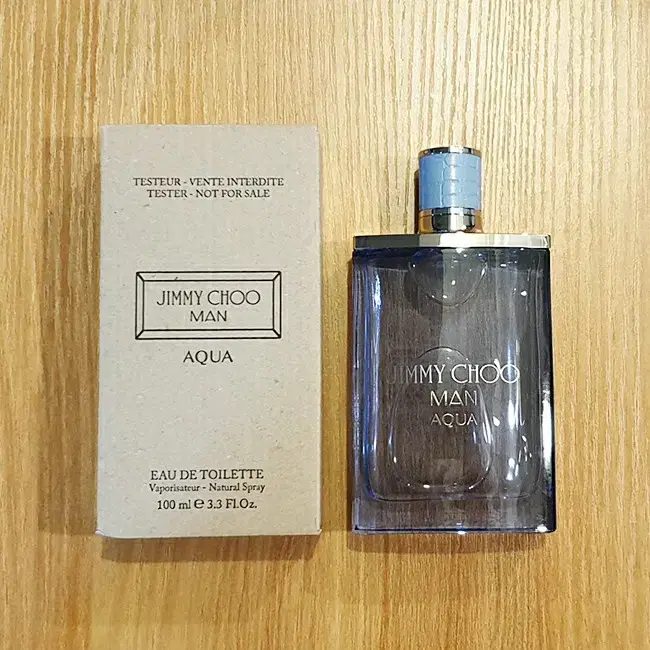 TESTEUR - VENTE INTERDITE
TESTER - NOT FOR SALE
JIMMY CHOO
MAN
AQUA
EAU DE TOILETTE
Vaporisateur - Natural Spray
100 ml ℮ 3.3 Fl.Oz.
JIMMY CHOO
MAN
AQUA